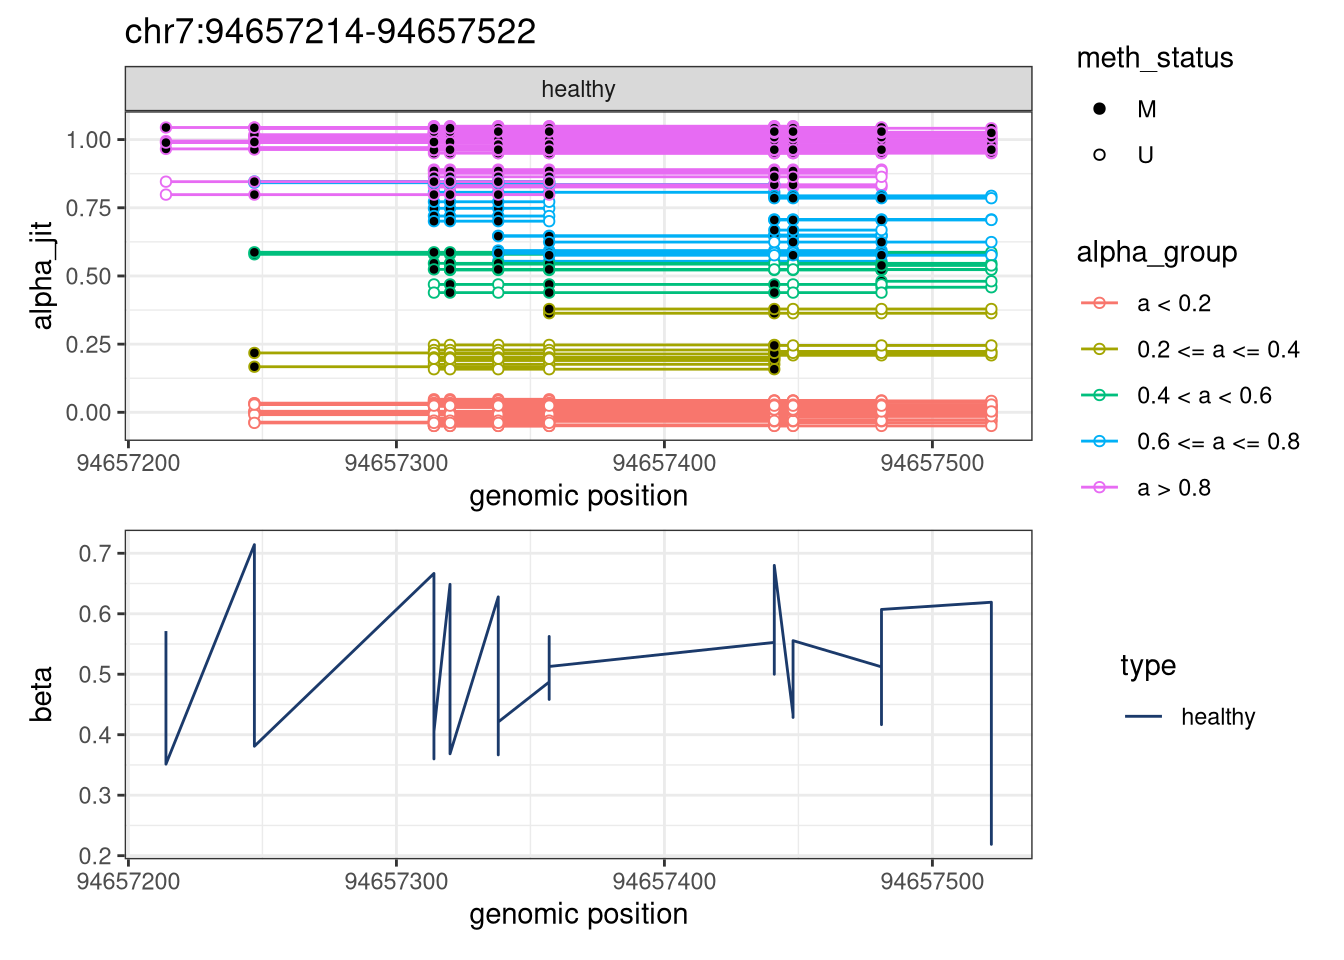 chr7:94657214-94657522
healthy
1.00
0.75
0.50
0.25
0.00
alpha_jit
94657200 94657300 94657400 94657500
genomic position
meth_status
M
U
alpha_group
a < 0.2
0.2 <= a <= 0.4
0.4 < a < 0.6
0.6 <= a <= 0.8
a > 0.8
0.7
0.6
0.5
0.4
0.3
0.2
beta
94657200 94657300 94657400 94657500
genomic position
type
healthy